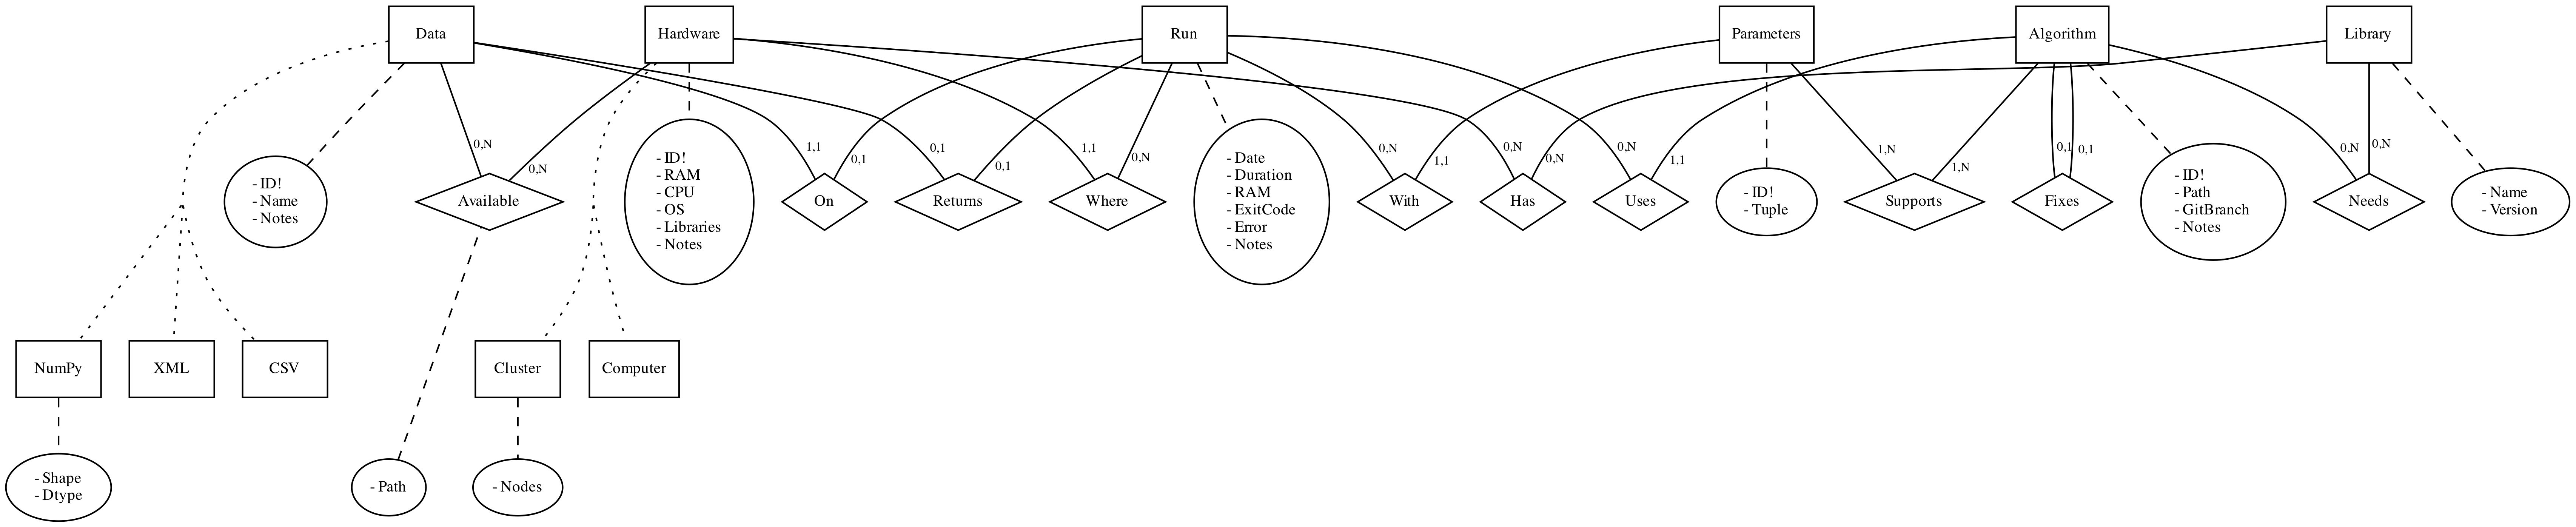 Data
Hardware
Run
Parameters
Algorithm
Library
0,N
0,N
1,1
0,1
0,1
0,1
1,1
0,N
0,N
1,1
0,N
0,N
0,N
1,1
1,N
1,N
0,1
0,1
0,N
0,N
- ID!
- Name
- Notes
Available
- ID!
- RAM
- CPU
- OS
- Libraries
- Notes
On
Returns
Where
- Date
- Duration
- RAM
- ExitCode
- Error
- Notes
With
Has
Uses
- ID!
- Tuple
Supports
Fixes
- ID!
- Path
- GitBranch
- Notes
Needs
- Name
- Version
NumPy
XML
CSV
Cluster
Computer
- Shape
- Dtype
- Path
- Nodes